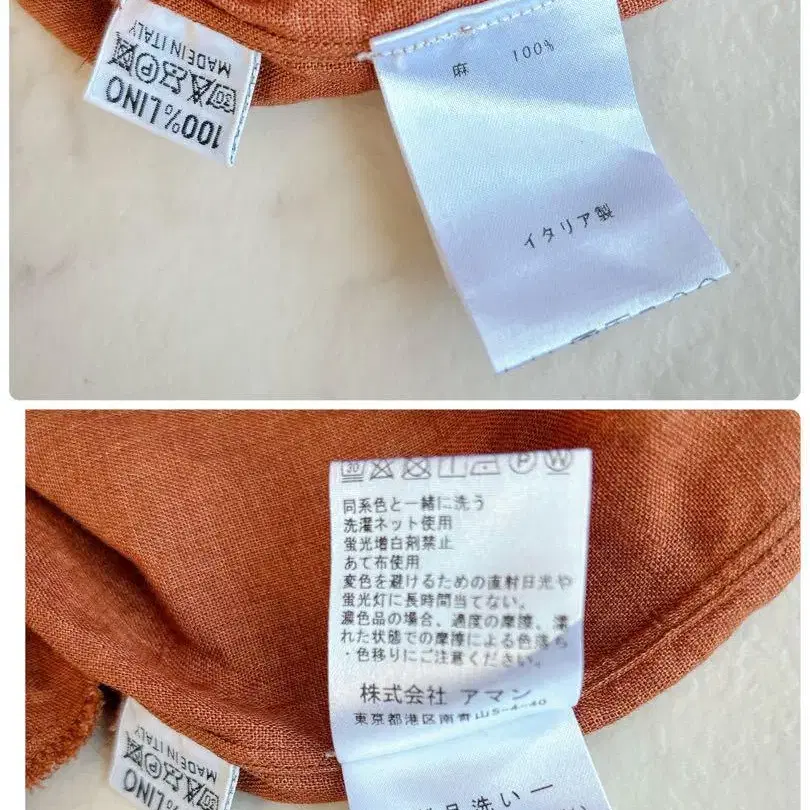 100% LINO
MADE IN ITALY
麻 100%
イタリア製
同系色と一緒に洗う
洗濯ネット使用
蛍光増白剤禁止
あて布使用
変色を避けるための直射日光や
蛍光灯に長時間当てない。
濃色品の場合、過度の摩擦、濡
れた状態での摩擦による色落ち
・色移りにご注意ください。
株式会社 アマン
東京都港区南青山5-4-40
100% LINO
MADE IN ITALY
品洗い